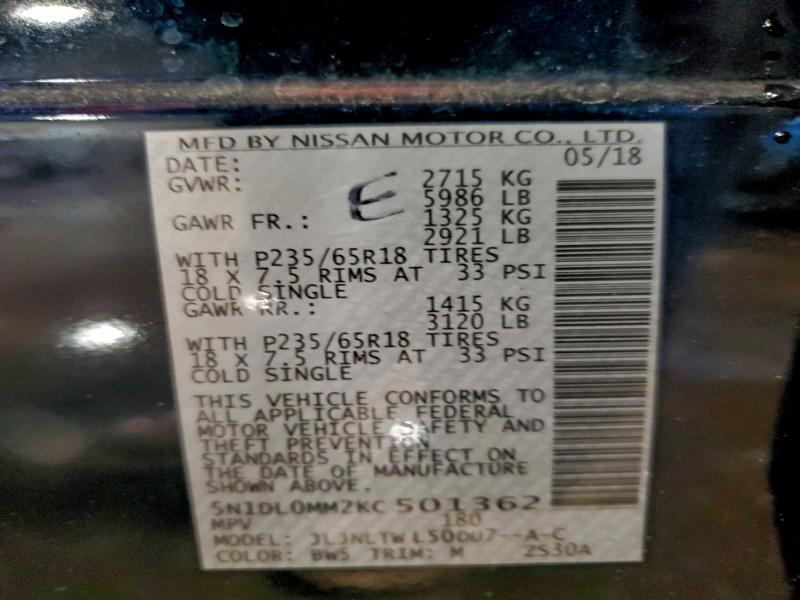 MFD BY NISSAN MOTOR CO., LTD.
DATE: 05/18
GVWR: 2715 KG
5986 LB
E
GAWR FR.: 1325 KG
2921 LB
WITH P235/65R18 TIRES
18 X 7.5 RIMS AT 33 PSI
COLD SINGLE
GAWR RR.: 1415 KG
3120 LB
WITH P235/65R18 TIRES
18 X 7.5 RIMS AT 33 PSI
COLD SINGLE
THIS VEHICLE CONFORMS TO
ALL APPLICABLE FEDERAL
MOTOR VEHICLE SAFETY AND
THEFT PREVENTION
STANDARDS IN EFFECT ON
THE DATE OF MANUFACTURE
SHOWN ABOVE.
5N1DL0MM2KC501362
MPV 180
MODEL: A-C
COLOR: BW5 TRIM: M ZS30A